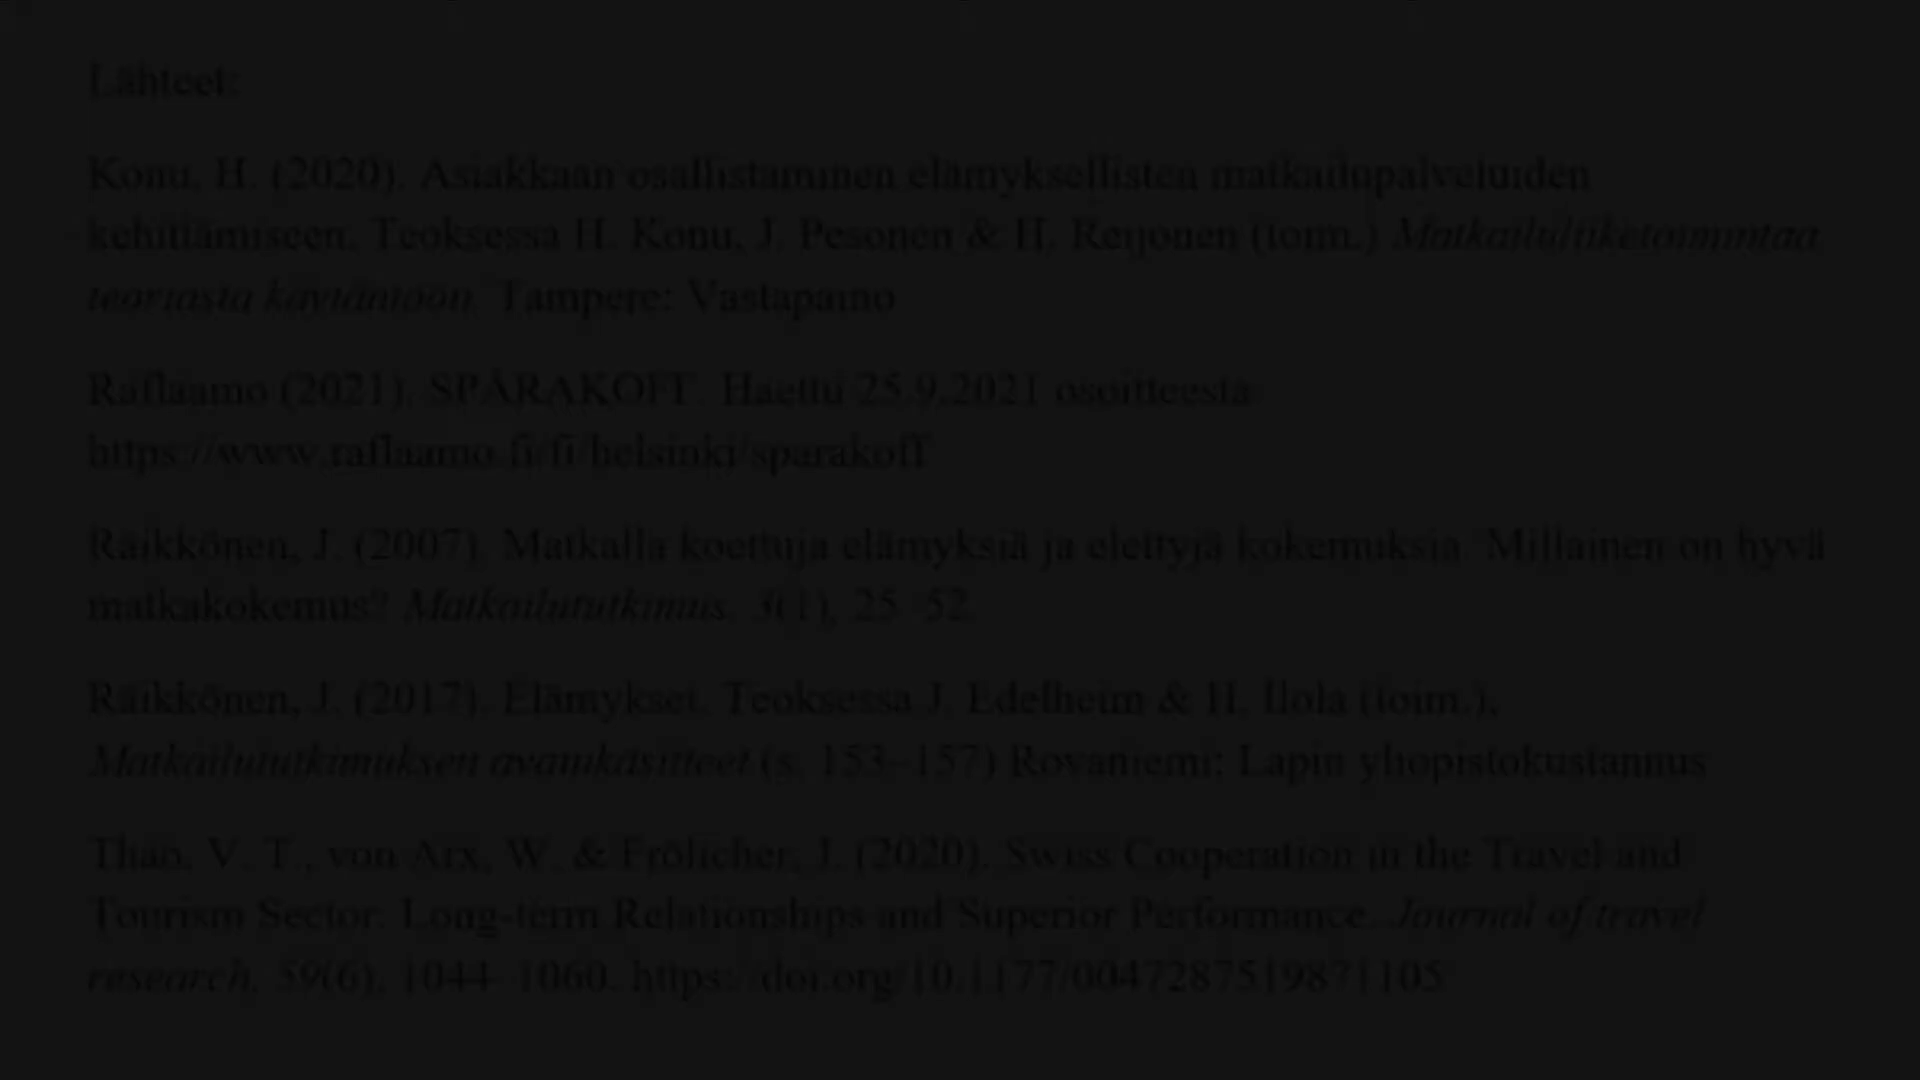 Lähteet:
Konu, H. (2020). Asiakkaan osallistaminen elämyksellisten matkailupalveluiden
kehittämiseen. Teoksessa H. Konu, J. Pesonen & H. Reijonen (toim.) Matkailuliiketoimintaa
teoriasta käytäntöön. Tampere: Vastapaino
Raflaamo (2021). SPÅRAKOFF. Haettu 25.9.2021 osoitteesta
https://www.raflaamo.fi/fi/helsinki/sparakoff
Räikkönen, J. (2007). Matkalla koettuja elämyksiä ja elettyjä kokemuksia. Millainen on hyvä
matkakokemus? Matkailututkimus, 3(1), 25–52.
Räikkönen, J. (2017). Elämykset. Teoksessa J. Edelheim & H. Ilola (toim.),
Matkailututkimuksen avainkäsitteet (s. 153–157) Rovaniemi: Lapin yliopistokustannus
Thao, V. T., von Arx, W. & Frölicher, J. (2020). Swiss Cooperation in the Travel and
Tourism Sector: Long-term Relationships and Superior Performance. Journal of travel
research, 59(6), 1044–1060. https://doi.org/10.1177/0047287519871105